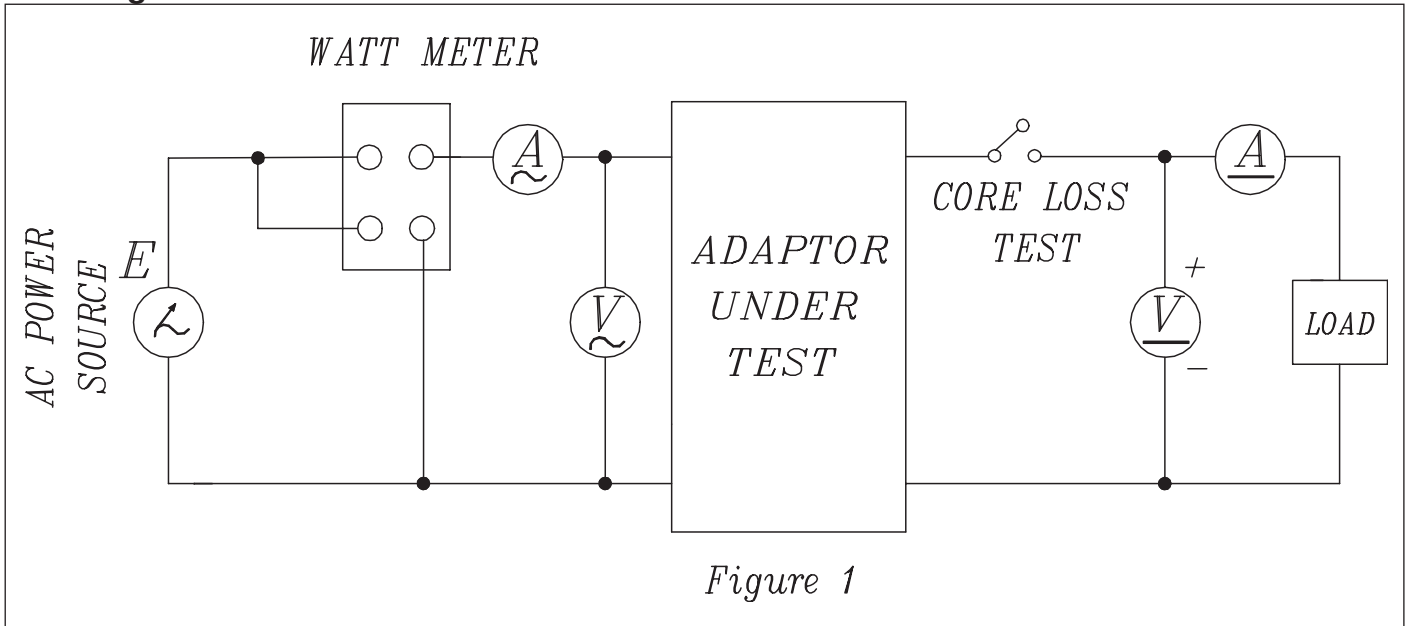 WATT METER
A
AC POWER
SOURCE
E
V
ADAPTOR
UNDER
TEST
CORE LOSS
TEST
A
+
V
−
LOAD
Figure 1